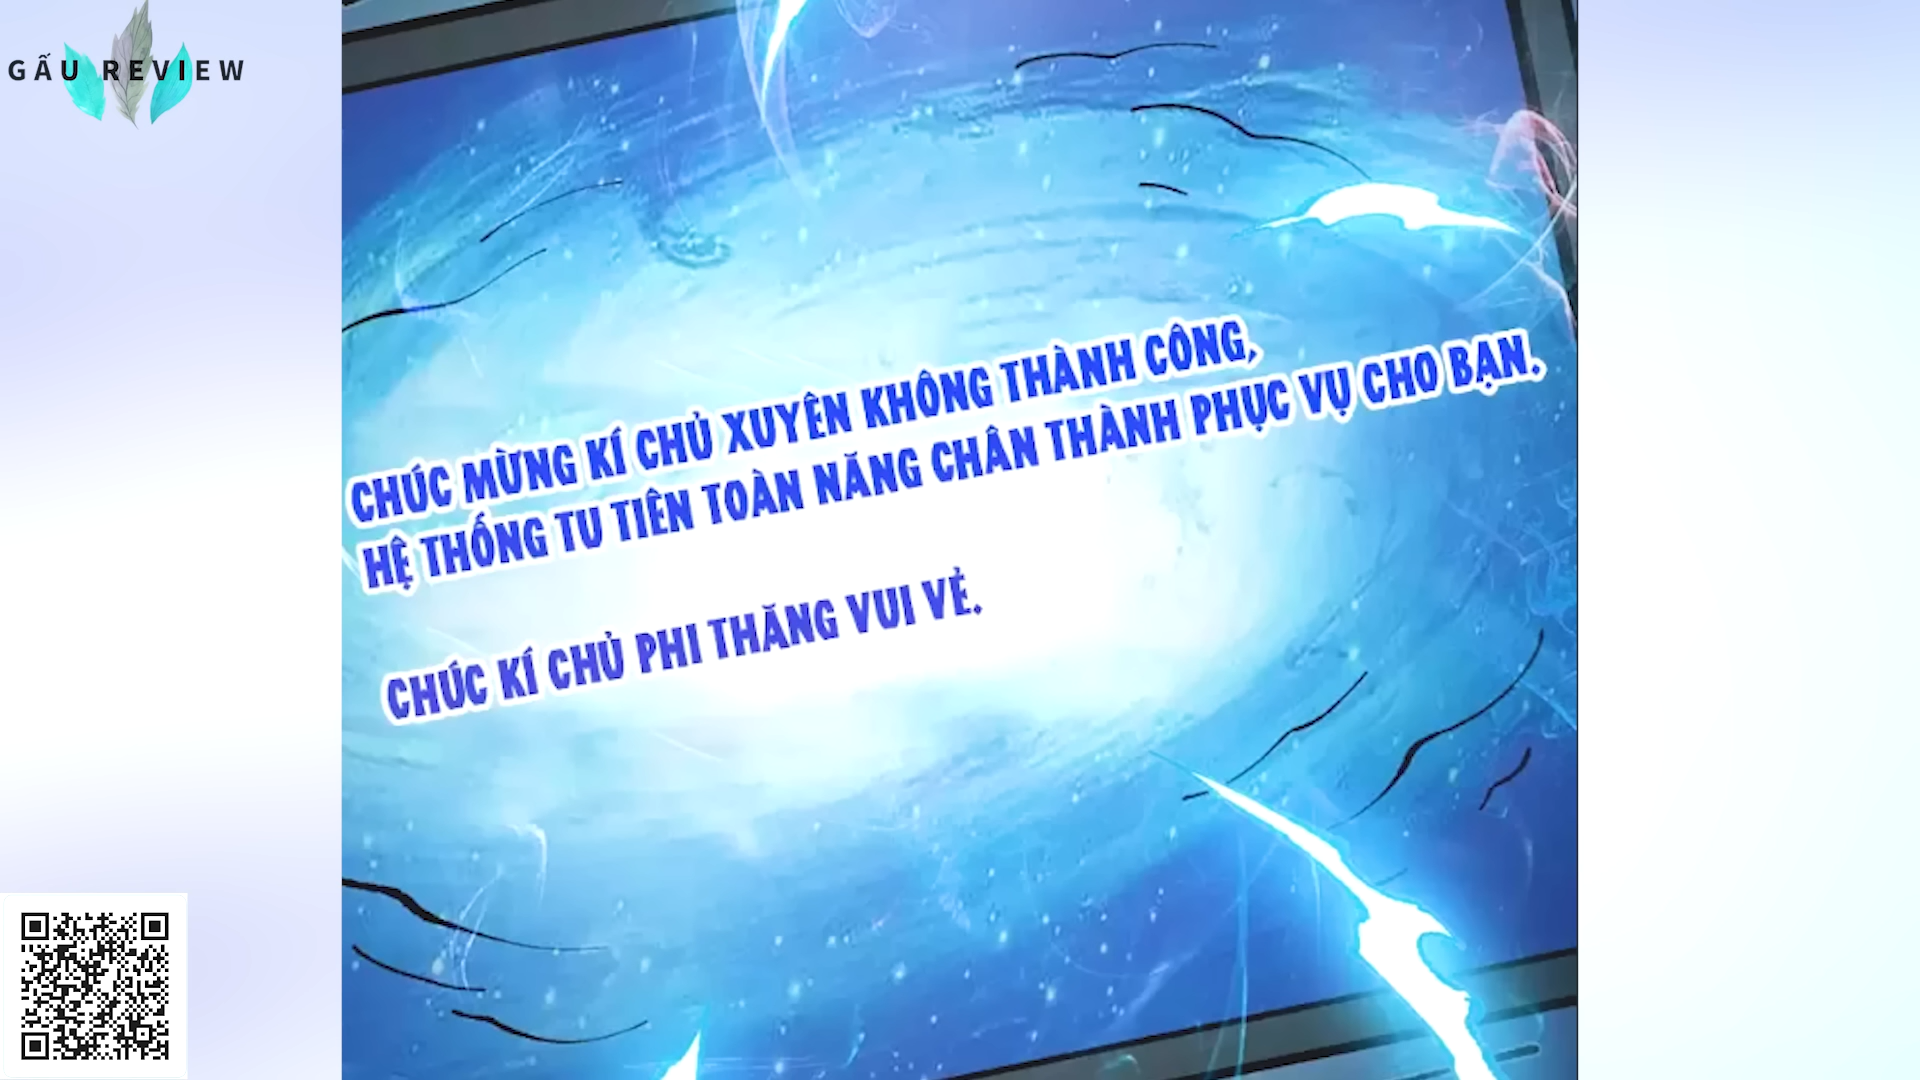 GẤU REVIEW
CHÚC MỪNG KÍ CHỦ XUYÊN KHÔNG THÀNH CÔNG,
HỆ THỐNG TU TIÊN TOÀN NĂNG CHÂN THÀNH PHỤC VỤ CHO BẠN.
CHÚC KÍ CHỦ PHI THĂNG VUI VẺ.